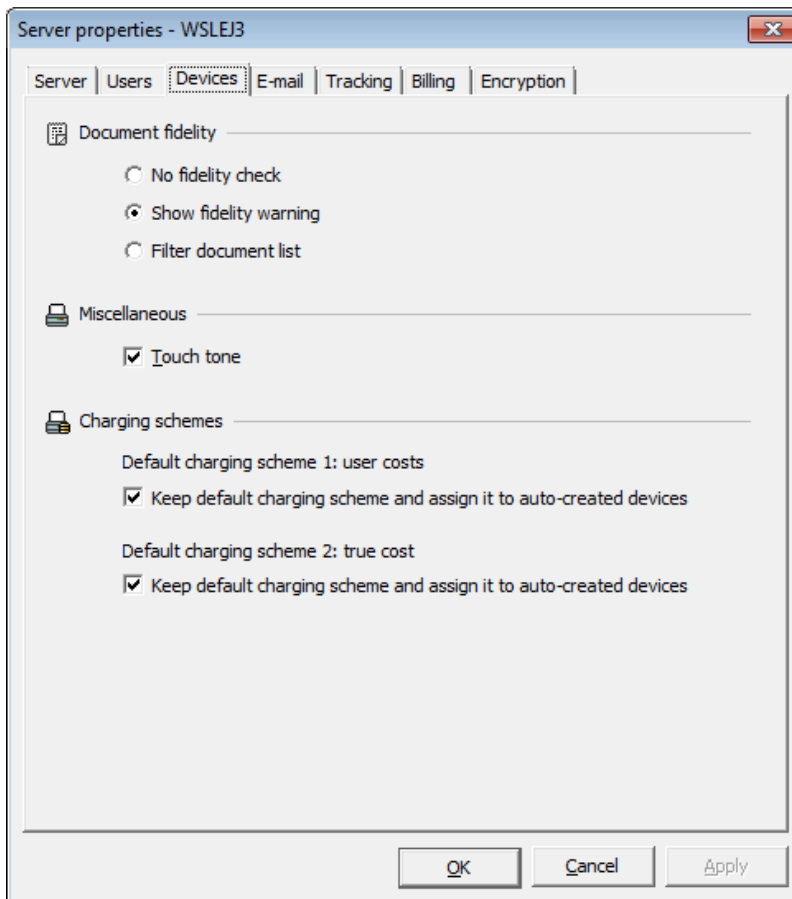 Server properties - WSLEJ3
Server Users Devices E-mail Tracking Billing Encryption
Document fidelity
No fidelity check
Show fidelity warning
Filter document list
Miscellaneous
Touch tone
Charging schemes
Default charging scheme 1: user costs
Keep default charging scheme and assign it to auto-created devices
Default charging scheme 2: true cost
Keep default charging scheme and assign it to auto-created devices
OK Cancel Apply